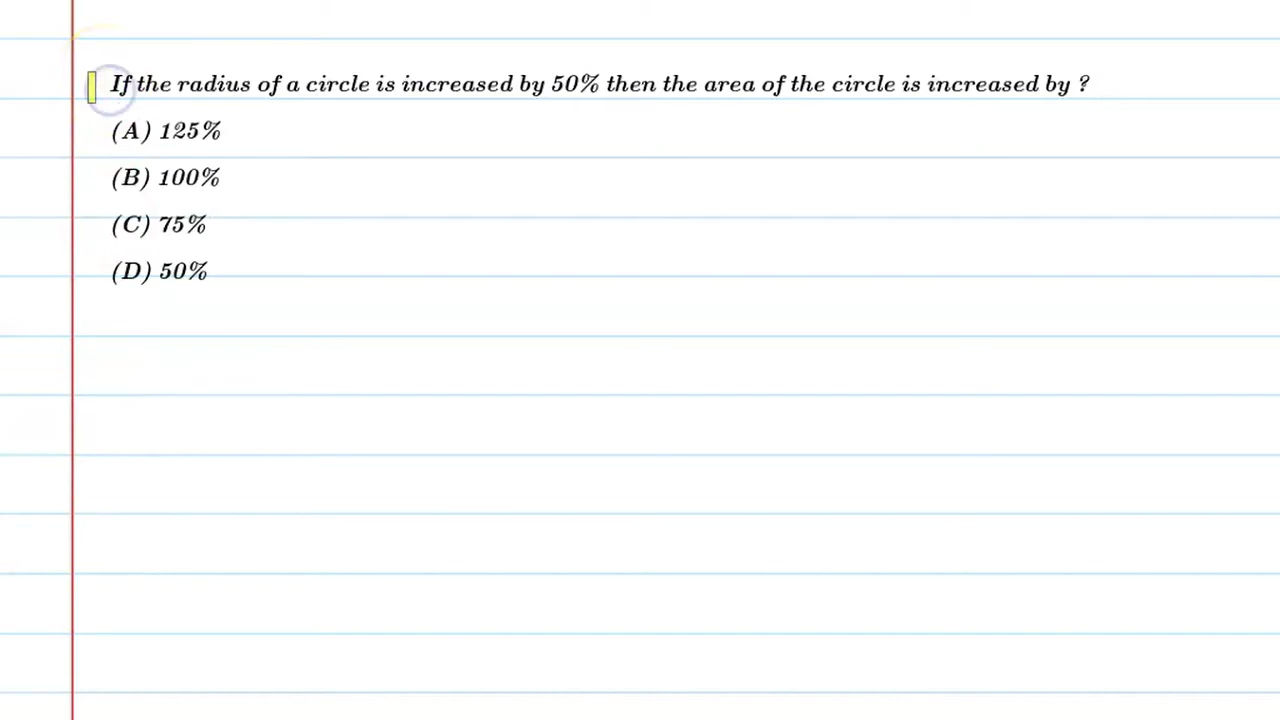 If the radius of a circle is increased by 50% then the area of the circle is increased by ?
(A) 125%
(B) 100%
(C) 75%
(D) 50%